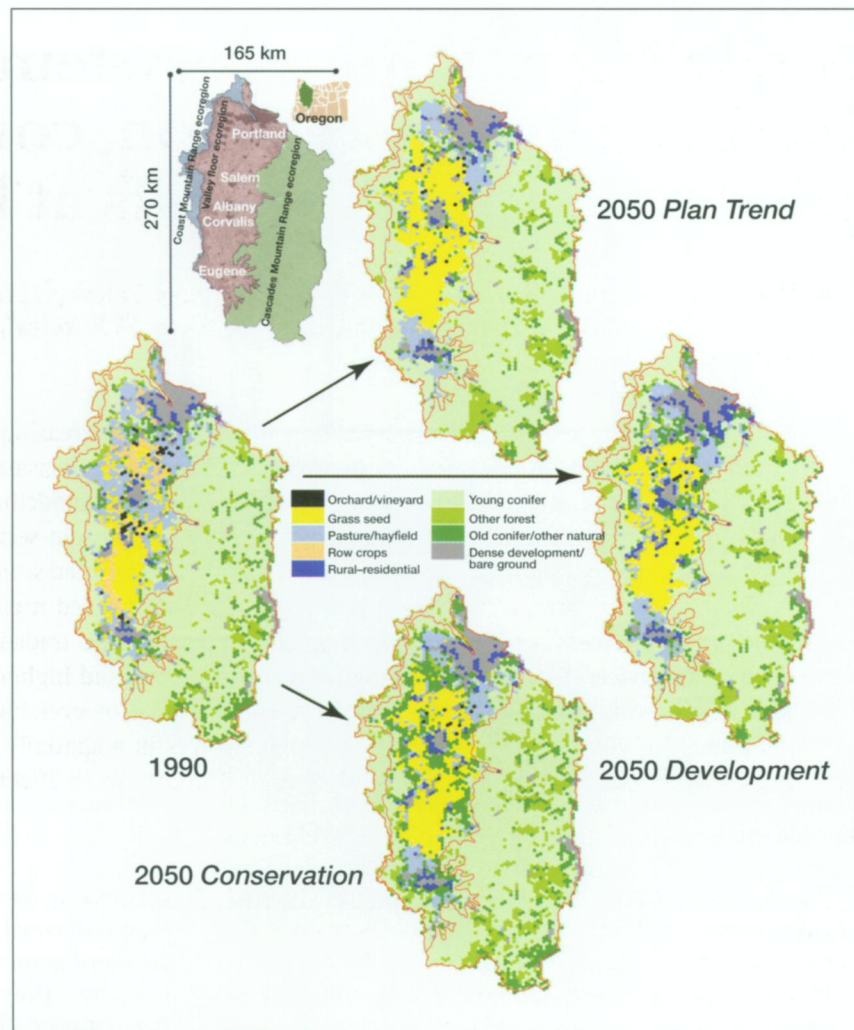 165 km
270 km
Oregon
Coast Mountain Range ecoregion
Valley floor ecoregion
Cascades Mountain Range ecoregion
Portland
Salem
Albany
Corvalis
Eugene
2050 Plan Trend
Orchard/vineyard
Grass seed
Pasture/hayfield
Row crops
Rural–residential
Young conifer
Other forest
Old conifer/other natural
Dense development/
bare ground
1990
2050 Development
2050 Conservation